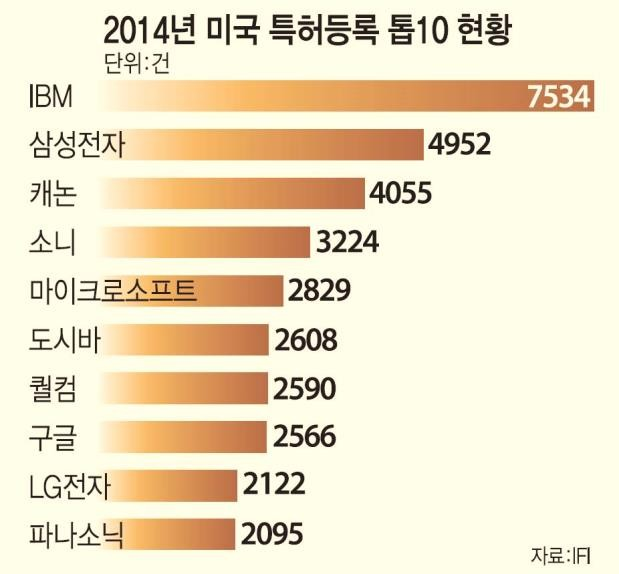 2014년 미국 특허등록 톱10 현황
단위:건
IBM 7534
삼성전자 4952
캐논 4055
소니 3224
마이크로소프트 2829
도시바 2608
퀄컴 2590
구글 2566
LG전자 2122
파나소닉 2095
자료:IFI